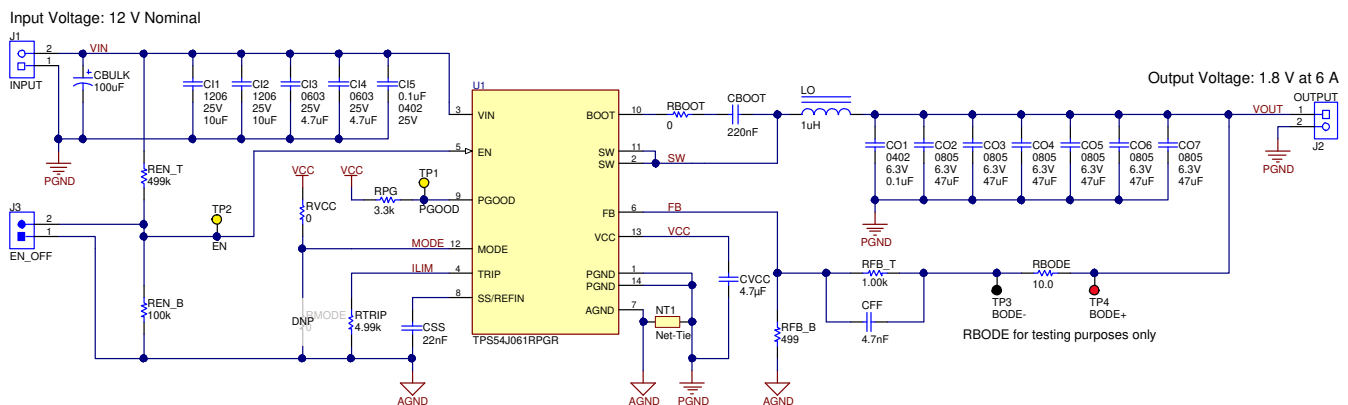 Input Voltage: 12 V Nominal
J1
2
1
INPUT
VIN
+
CBULK
100uF
CI1
1206
25V
10uF
CI2
1206
25V
10uF
CI3
0603
25V
4.7uF
CI4
0603
25V
4.7uF
CI5
0.1uF
0402
25V
PGND
REN_T
499k
J3
2
1
EN_OFF
TP2
EN
REN_B
100k
VCC
RVCC
0
VCC
RPG
3.3k
TP1
PGOOD
MODE
ILIM
DNP
RMODE
0
RTRIP
4.99k
CSS
22nF
AGND
U1
3
VIN
5
EN
9
PGOOD
12
MODE
4
TRIP
8
SS/REFIN
BOOT
10
SW
11
SW
2
FB
6
VCC
13
PGND
1
PGND
14
AGND
7
TPS54J061RPGR
RBOOT
0
CBOOT
220nF
SW
LO
1uH
FB
VCC
CVCC
4.7µF
NT1
Net-Tie
AGND
PGND
RFB_B
499
AGND
CO1
0402
6.3V
0.1uF
CO2
0805
6.3V
47uF
CO3
0805
6.3V
47uF
CO4
0805
6.3V
47uF
CO5
0805
6.3V
47uF
CO6
0805
6.3V
47uF
CO7
0805
6.3V
47uF
PGND
RFB_T
1.00k
CFF
4.7nF
RBODE
10.0
TP3
BODE-
TP4
BODE+
RBODE for testing purposes only
Output Voltage: 1.8 V at 6 A
VOUT
OUTPUT
1
2
J2
PGND